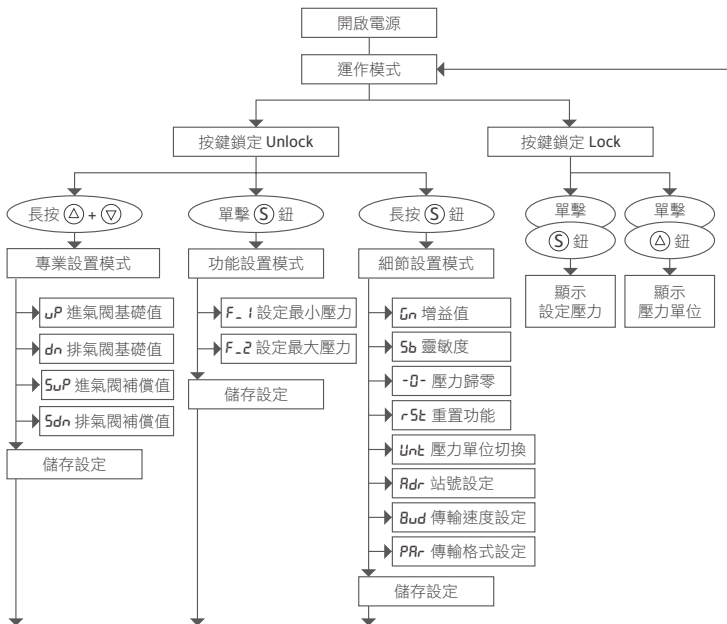 開啟電源
運作模式
按鍵鎖定 Unlock
按鍵鎖定 Lock
長按 △ + ▽
單擊 Ⓢ 鈕
長按 Ⓢ 鈕
單擊
Ⓢ 鈕
單擊
△ 鈕
專業設置模式
功能設置模式
細節設置模式
顯示
設定壓力
顯示
壓力單位
uP 進氣閥基礎值
dn 排氣閥基礎值
SuP 進氣閥補償值
Sdn 排氣閥補償值
儲存設定
F_1 設定最小壓力
F_2 設定最大壓力
儲存設定
Gn 增益值
Sb 靈敏度
-0- 壓力歸零
rSt 重置功能
Unt 壓力單位切換
Adr 站號設定
Bud 傳輸速度設定
PAr 傳輸格式設定
儲存設定